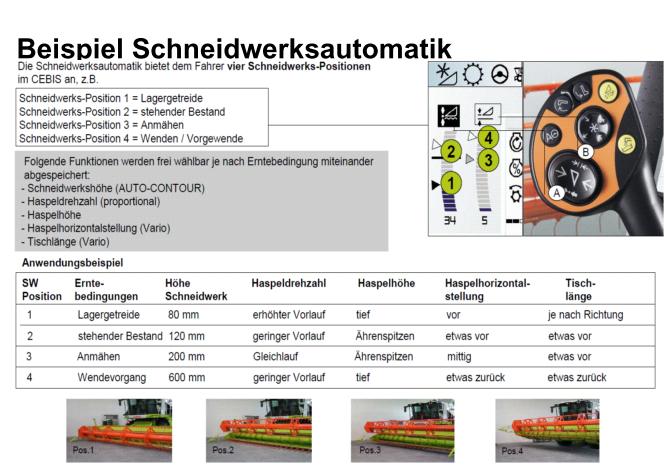 Beispiel Schneidwerksautomatik
Die Schneidwerksautomatik bietet dem Fahrer vier Schneidwerks-Positionen
im CEBIS an, z.B.
Schneidwerks-Position 1 = Lagergetreide
Schneidwerks-Position 2 = stehender Bestand
Schneidwerks-Position 3 = Anmähen
Schneidwerks-Position 4 = Wenden / Vorgewende
Folgende Funktionen werden frei wählbar je nach Erntebedingung miteinander
abgespeichert:
- Schneidwerkshöhe (AUTO-CONTOUR)
- Haspeldrehzahl (proportional)
- Haspelhöhe
- Haspelhorizontalstellung (Vario)
- Tischlänge (Vario)
4
2
3
1
34
5
%
B
A
Anwendungsbeispiel
SW Ernte- Höhe Haspeldrehzahl Haspelhöhe Haspelhorizontal- Tisch-
Position bedingungen Schneidwerk stellung länge
1 Lagergetreide 80 mm erhöhter Vorlauf tief vor je nach Richtung
2 stehender Bestand 120 mm geringer Vorlauf Ährenspitzen etwas vor etwas vor
3 Anmähen 200 mm Gleichlauf Ährenspitzen mittig etwas vor
4 Wendevorgang 600 mm geringer Vorlauf tief etwas zurück etwas zurück
Pos.1
Pos.2
Pos.3
Pos.4